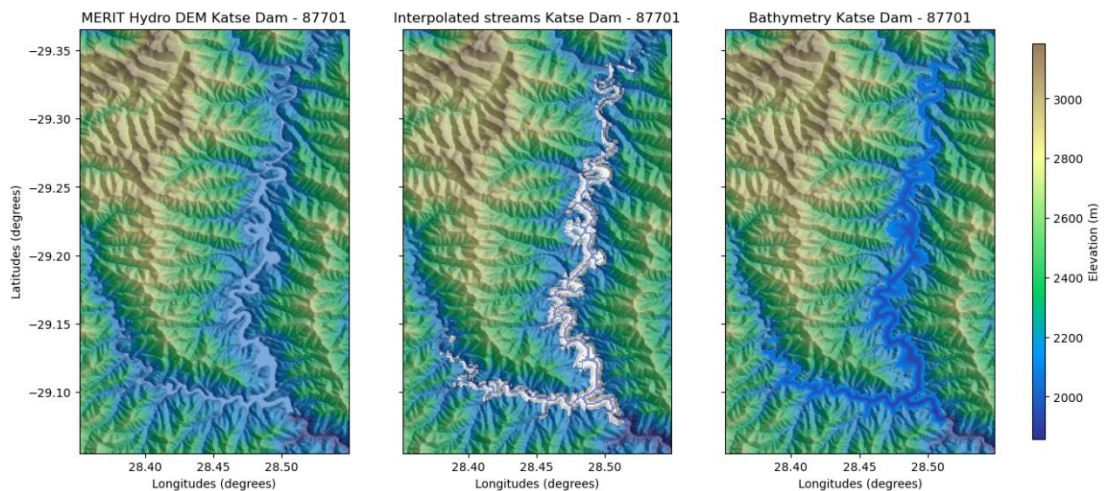 MERIT Hydro DEM Katse Dam - 87701
Interpolated streams Katse Dam - 87701
Bathymetry Katse Dam - 87701
−29.35
−29.30
−29.25
−29.20
−29.15
−29.10
Latitudes (degrees)
28.40 28.45 28.50
Longitudes (degrees)
28.40 28.45 28.50
Longitudes (degrees)
28.40 28.45 28.50
Longitudes (degrees)
3000
2800
2600
2400
2200
2000
Elevation (m)